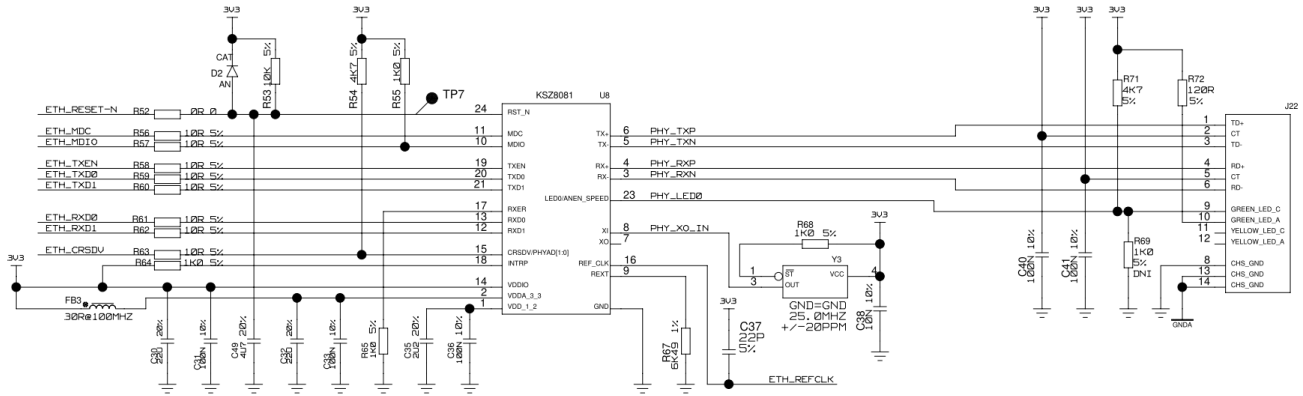 3V3 3V3 3V3 3V3 3V3
CAT
D2
AN
R53 10K 5%
R54 4K7 5%
R55 1K0 5%
TP7
KSZ8081 U8
R71
4K7
5%
R72
120R
5%
J22
ETH_RESET-N R52 0R 0 24 RST_N
ETH_MDC R56 10R 5% 11 MDC
ETH_MDIO R57 10R 5% 10 MDIO
ETH_TXEN R58 10R 5% 19 TXEN
ETH_TXD0 R59 10R 5% 20 TXD0
ETH_TXD1 R60 10R 5% 21 TXD1
17 RXER
ETH_RXD0 R61 10R 5% 13 RXD0
ETH_RXD1 R62 10R 5% 12 RXD1
ETH_CRSDV R63 10R 5% 15 CRSDV/PHYAD[1:0]
R64 1K0 5% 18 INTRP
3V3
14 VDDIO
2 VDDA_3_3
1 VDD_1_2
FB3
30R@100MHZ
TX+ 6 PHY_TXP
TX- 5 PHY_TXN
RX+ 4 PHY_RXP
RX- 3 PHY_RXN
LED0/ANEN_SPEED 23 PHY_LED0
XI 8 PHY_XO_IN
XO 7
REF_CLK 16
REXT 9
GND
1 TD+
2 CT
3 TD-
4 RD+
5 CT
6 RD-
9 GREEN_LED_C
10 GREEN_LED_A
11 YELLOW_LED_C
12 YELLOW_LED_A
8 CHS_GND
13 CHS_GND
14 CHS_GND
GNDA
R68
1K0 5%
3V3
Y3
1 ST VCC 4
3 OUT
GND=GND
25.0MHZ
+/-20PPM
C38 10N 10%
C40 100N 10%
C41 100N 10%
R69
1K0
5%
DNI
C30 22U 20%
C31 100N 10%
C49 4U7 20%
C32 22U 20%
C33 100N 10%
R65 1K0 5%
C35 2U2 20%
C36 100N 10%
R67 6K49 1%
3V3
C37
22P
5%
ETH_REFCLK